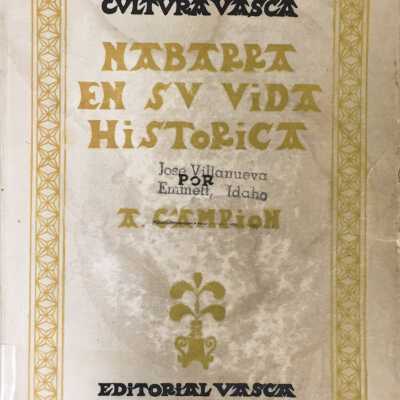 CULTURA VASCA
NABARRA
EN SU VIDA
HISTORICA
Jose Villanueva
POR
Emmett, Idaho
A. CAMPION
EDITORIAL VASCA